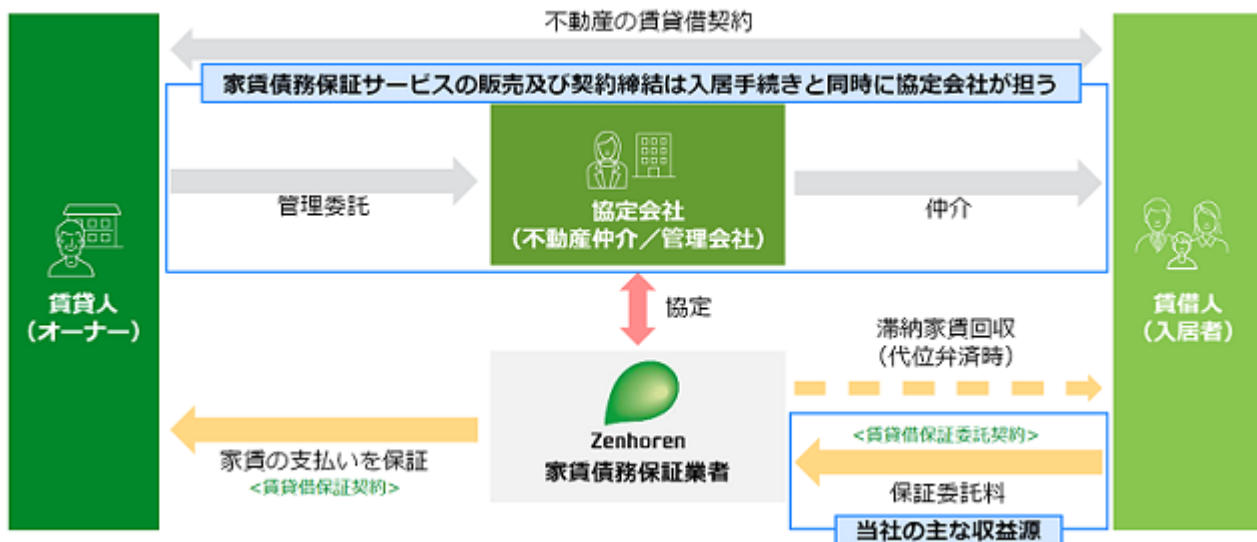 不動産の賃貸借契約
家賃債務保証サービスの販売及び契約締結は入居手続きと同時に協定会社が担う
管理委託
協定会社
（不動産仲介／管理会社）
仲介
賃貸人
（オーナー）
賃借人
（入居者）
協定
滞納家賃回収
（代位弁済時）
Zenhoren
家賃債務保証業者
家賃の支払いを保証
<賃貸借保証契約>
<賃貸借保証委託契約>
保証委託料
当社の主な収益源